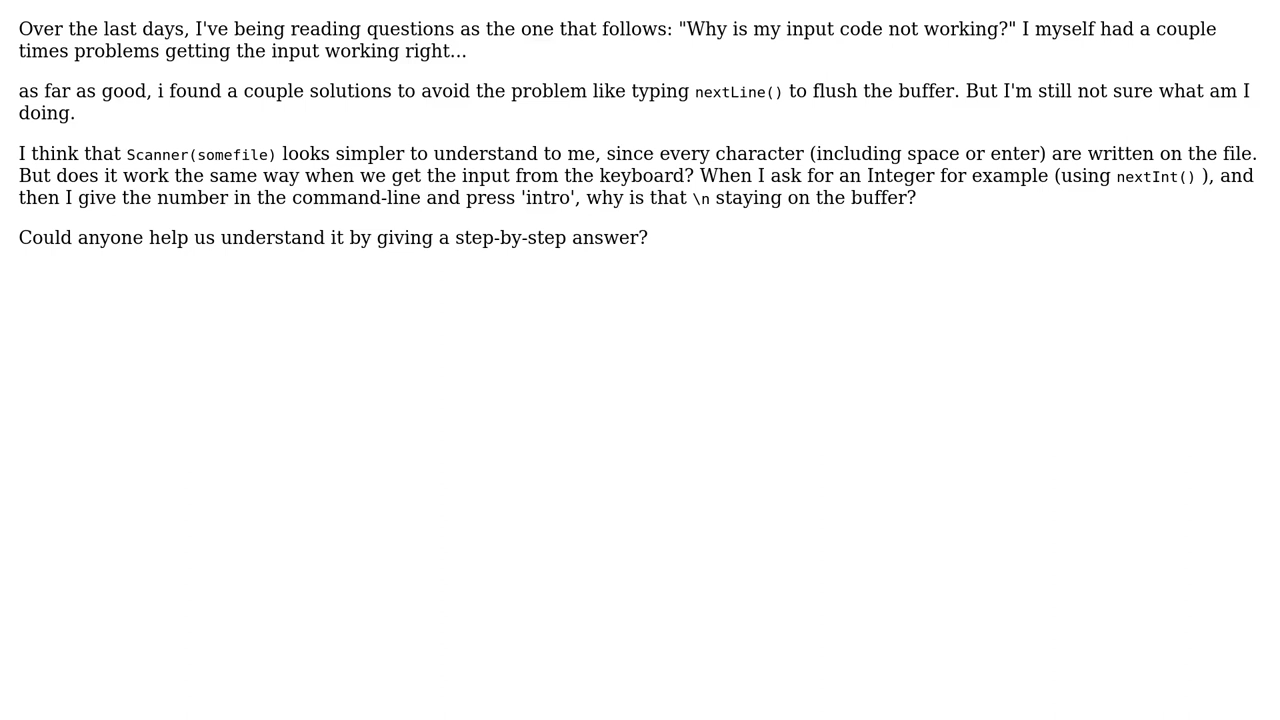 Over the last days, I've being reading questions as the one that follows: "Why is my input code not working?" I myself had a couple
times problems getting the input working right...
as far as good, i found a couple solutions to avoid the problem like typing nextLine() to flush the buffer. But I'm still not sure what am I
doing.
I think that Scanner(somefile) looks simpler to understand to me, since every character (including space or enter) are written on the file.
But does it work the same way when we get the input from the keyboard? When I ask for an Integer for example (using nextInt() ), and
then I give the number in the command-line and press 'intro', why is that \n staying on the buffer?
Could anyone help us understand it by giving a step-by-step answer?